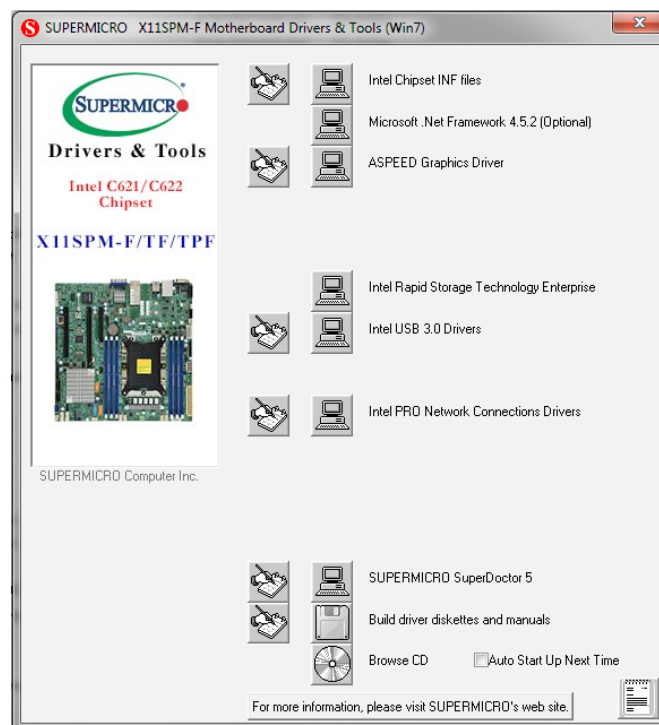 SUPERMICRO X11SPM-F Motherboard Drivers & Tools (Win7)
SUPERMICRO
Drivers & Tools
Intel C621/C622
Chipset
X11SPM-F/TF/TPF
SUPERMICRO Computer Inc.
Intel Chipset INF files
Microsoft .Net Framework 4.5.2 (Optional)
ASPEED Graphics Driver
Intel Rapid Storage Technology Enterprise
Intel USB 3.0 Drivers
Intel PRO Network Connections Drivers
SUPERMICRO SuperDoctor 5
Build driver diskettes and manuals
Browse CD
Auto Start Up Next Time
For more information, please visit SUPERMICRO's web site.